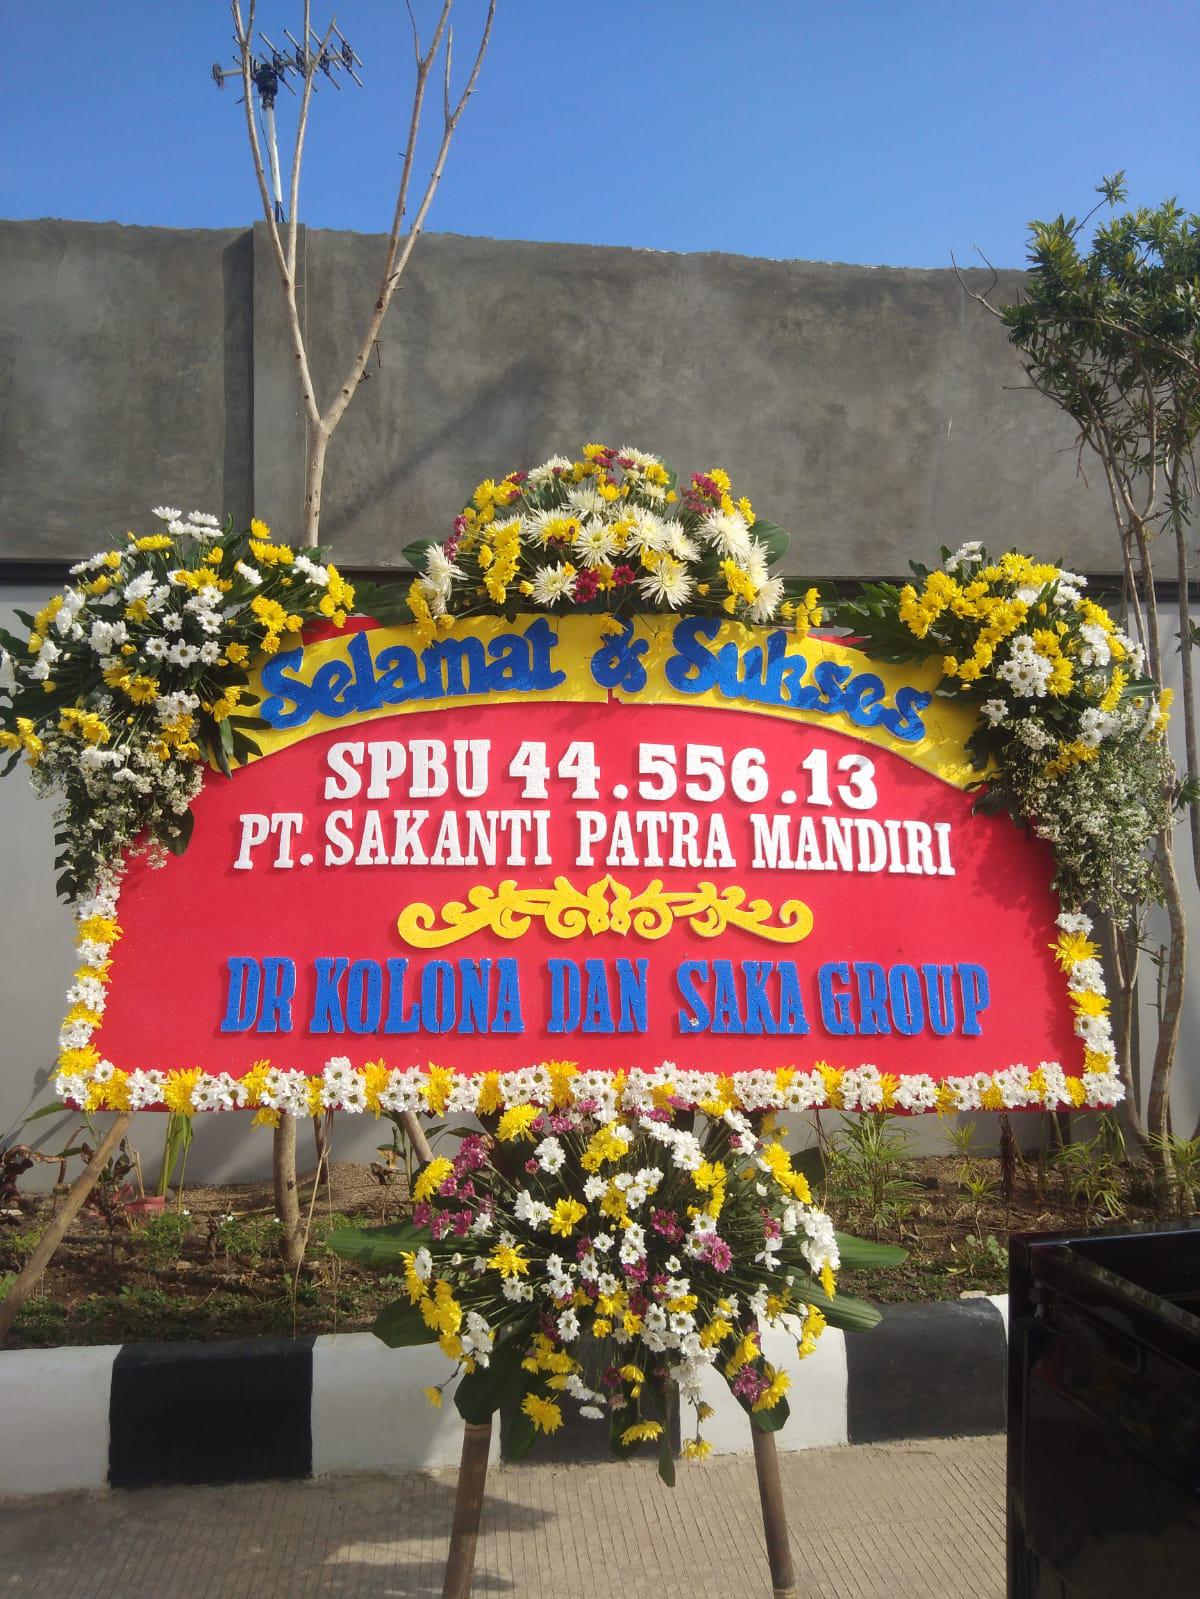 Selamat & Sukses
SPBU 44.556.13
PT. SAKANTI PATRA MANDIRI
DR KOLONA DAN SAKA GROUP